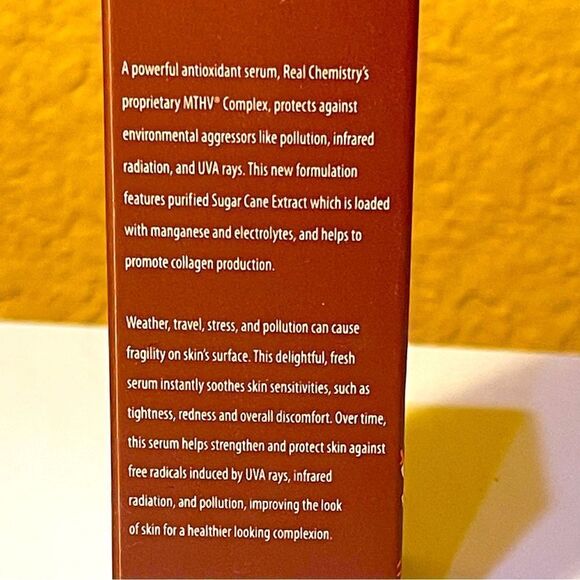 A powerful antioxidant serum, Real Chemistry's
proprietary MTHV® Complex, protects against
environmental aggressors like pollution, infrared
radiation, and UVA rays. This new formulation
features purified Sugar Cane Extract which is loaded
with manganese and electrolytes, and helps to
promote collagen production.
Weather, travel, stress, and pollution can cause
fragility on skin's surface. This delightful, fresh
serum instantly soothes skin sensitivities, such as
tightness, redness and overall discomfort. Over time,
this serum helps strengthen and protect skin against
free radicals induced by UVA rays, infrared
radiation, and pollution, improving the look
of skin for a healthier looking complexion.